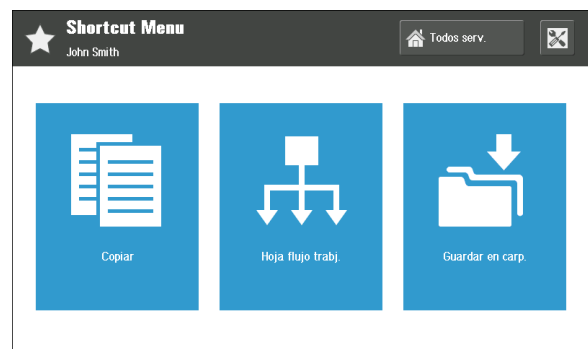 Shortcut Menu
John Smith
Todos serv.
Copiar
Hoja flujo trabj.
Guardar en carp.